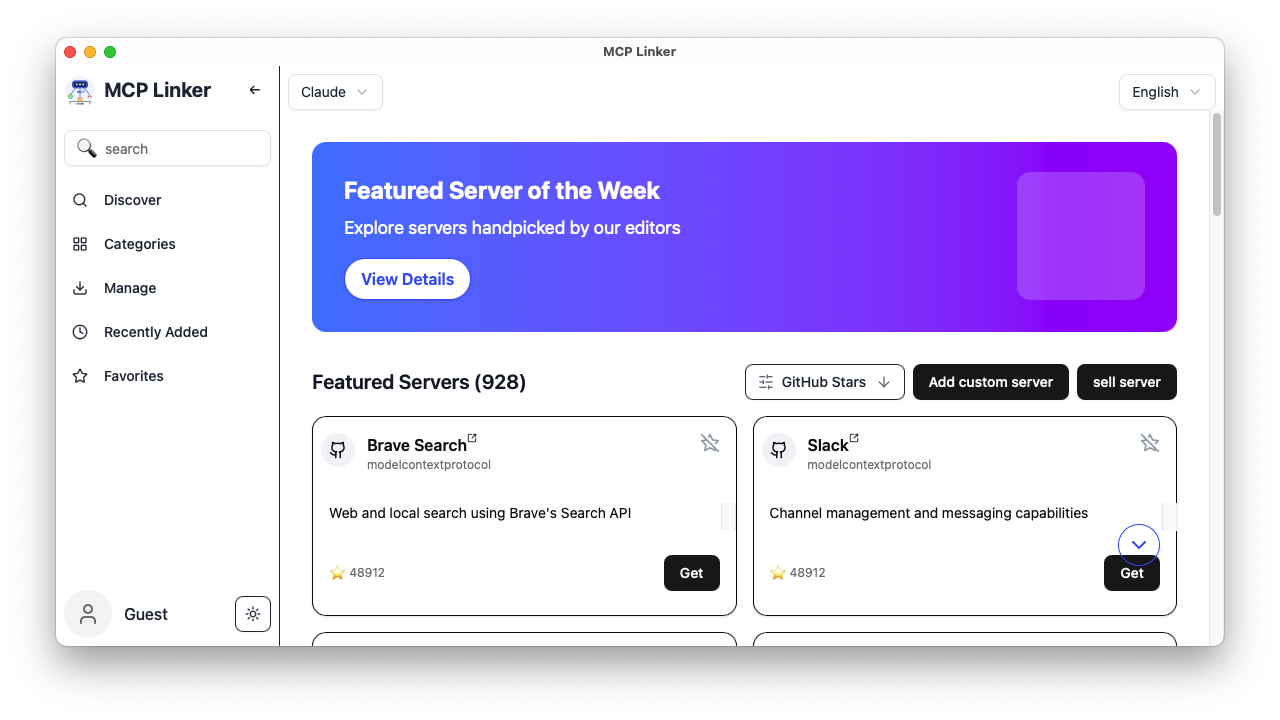 MCP Linker
MCP Linker
search
Discover
Categories
Manage
Recently Added
Favorites
Guest
Claude
English
Featured Server of the Week
Explore servers handpicked by our editors
View Details
Featured Servers (928)
GitHub Stars
Add custom server
sell server
Brave Search
modelcontextprotocol
Web and local search using Brave's Search API
48912
Get
Slack
modelcontextprotocol
Channel management and messaging capabilities
48912
Get